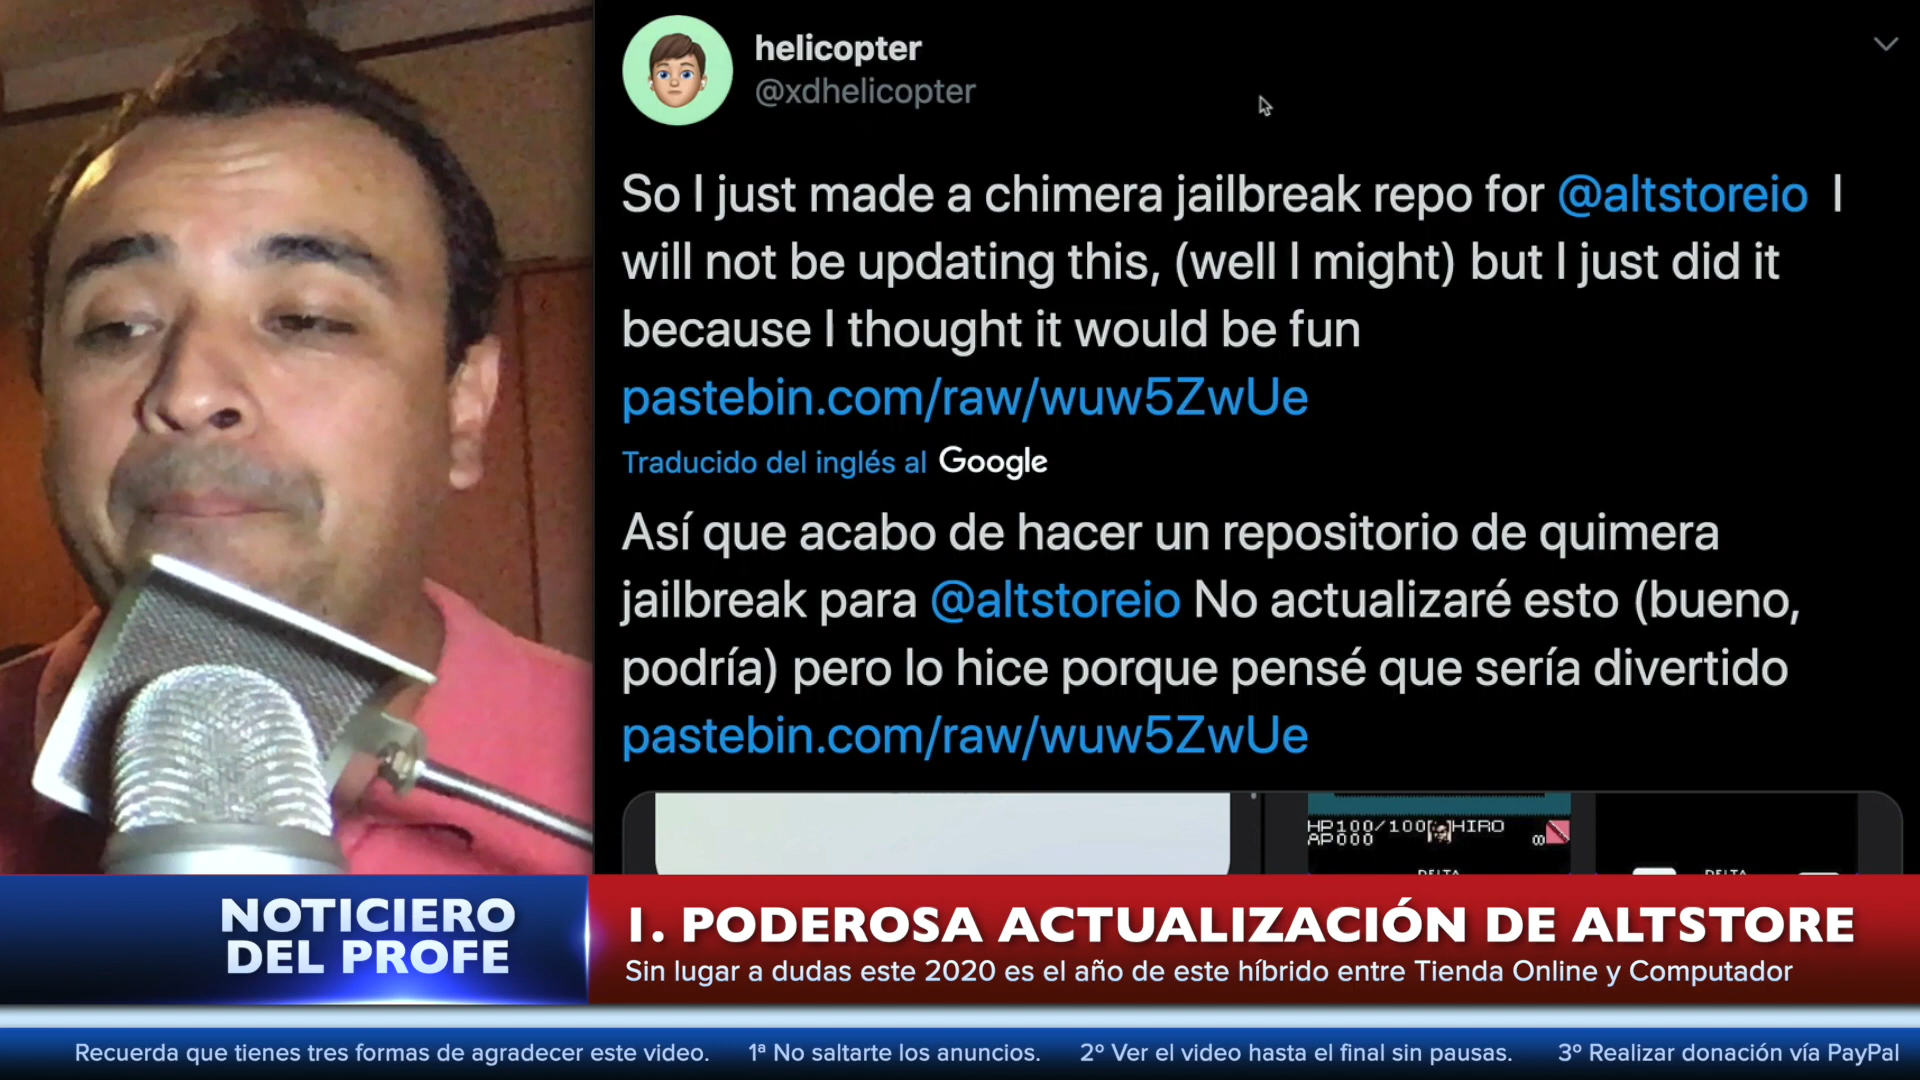 helicopter
@xdhelicopter
So I just made a chimera jailbreak repo for @altstoreio I
will not be updating this, (well I might) but I just did it
because I thought it would be fun
pastebin.com/raw/wuw5ZwUe
Traducido del inglés al Google
Así que acabo de hacer un repositorio de quimera
jailbreak para @altstoreio No actualizaré esto (bueno,
podría) pero lo hice porque pensé que sería divertido
pastebin.com/raw/wuw5ZwUe
HP100/100 HIRO
AP000
NOTICIERO
DEL PROFE
1. PODEROSA ACTUALIZACIÓN DE ALTSTORE
Sin lugar a dudas este 2020 es el año de este híbrido entre Tienda Online y Computador
Recuerda que tienes tres formas de agradecer este video. 1ª No saltarte los anuncios. 2º Ver el video hasta el final sin pausas. 3º Realizar donación vía PayPal